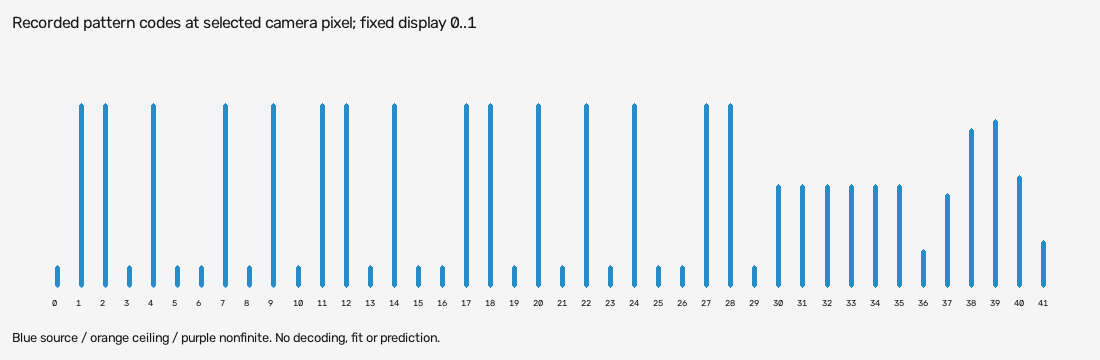 Recorded pattern codes at selected camera pixel; fixed display 0..1
0 1 2 3 4 5 6 7 8 9 10 11 12 13 14 15 16 17 18 19 20 21 22 23 24 25 26 27 28 29 30 31 32 33 34 35 36 37 38 39 40 41
Blue source / orange ceiling / purple nonfinite. No decoding, fit or prediction.